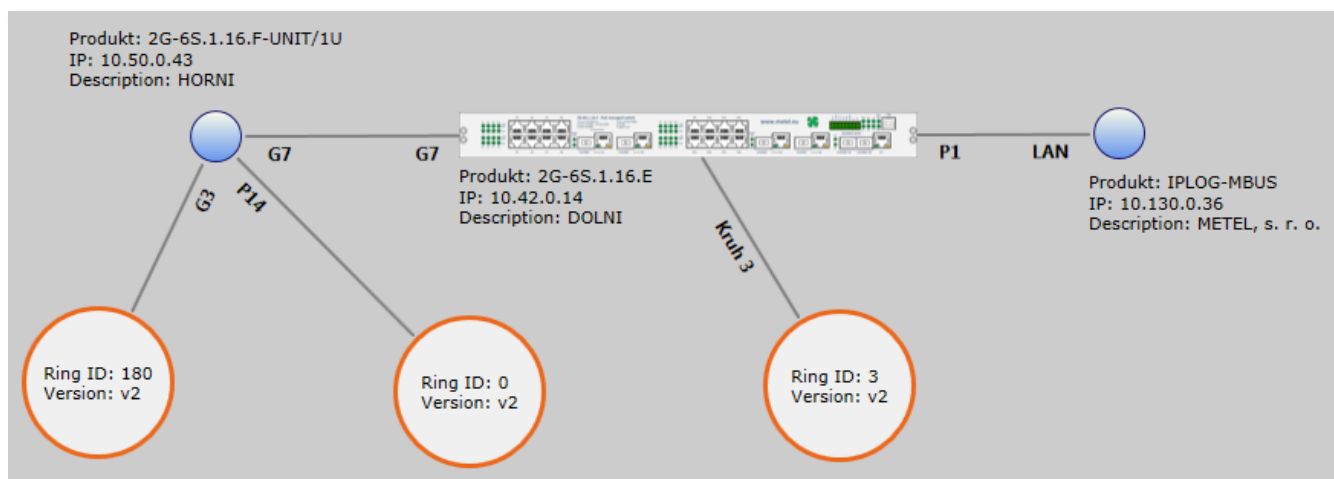 Produkt: 2G-6S.1.16.F-UNIT/1U
IP: 10.50.0.43
Description: HORNI
G7
G7
www.metel.eu
P1
LAN
G3
P14
Produkt: 2G-6S.1.16.E
IP: 10.42.0.14
Description: DOLNI
Produkt: IPLOG-MBUS
IP: 10.130.0.36
Description: METEL, s. r. o.
Kruh 3
Ring ID: 180
Version: v2
Ring ID: 0
Version: v2
Ring ID: 3
Version: v2